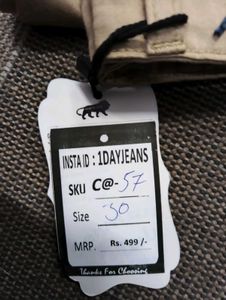 INSTA ID : 1DAYJEANS
SKU C@-57
Size 30
MRP. Rs. 499 /-
Thanks For Choosing